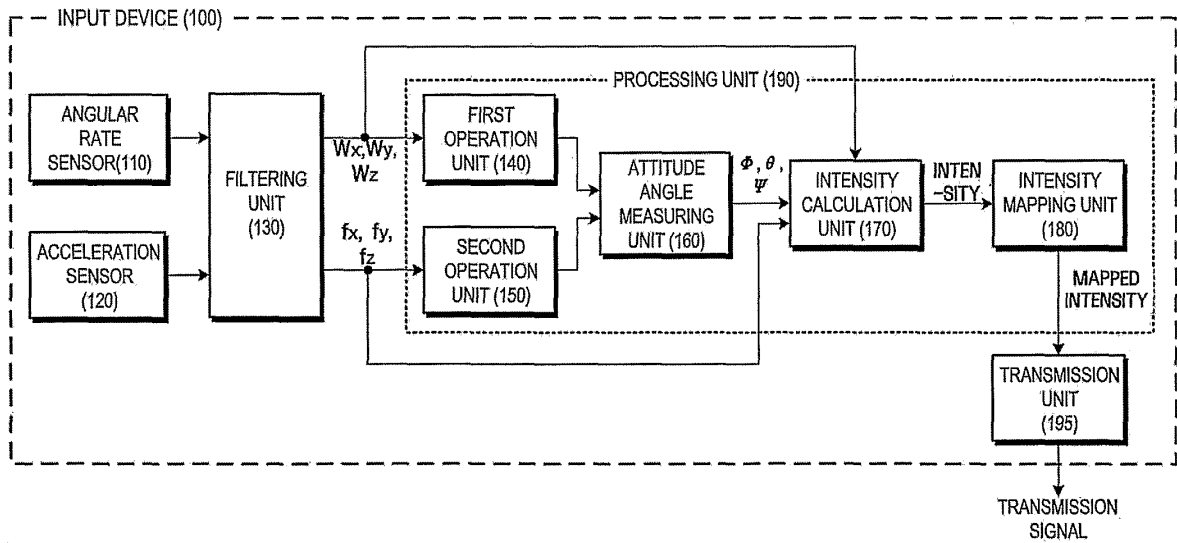 INPUT DEVICE (100)
PROCESSING UNIT (190)
ANGULAR
RATE
SENSOR(110)
ACCELERATION
SENSOR
(120)
FILTERING
UNIT
(130)
Wx,Wy,
Wz
fx, fy,
fz
FIRST
OPERATION
UNIT (140)
SECOND
OPERATION
UNIT (150)
ATTITUDE
ANGLE
MEASURING
UNIT (160)
Φ, θ,
Ψ
INTENSITY
CALCULATION
UNIT (170)
INTEN
-SITY
INTENSITY
MAPPING UNIT
(180)
MAPPED
INTENSITY
TRANSMISSION
UNIT
(195)
TRANSMISSION
SIGNAL